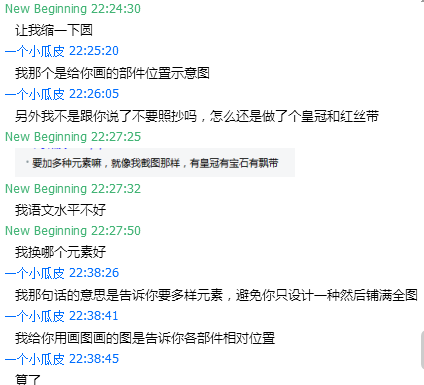 New Beginning 22:24:30
让我缩一下圆
一个小瓜皮 22:25:20
我那个是给你画的部件位置示意图
一个小瓜皮 22:26:05
另外我不是跟你说了不要照抄吗，怎么还是做了个皇冠和红丝带
New Beginning 22:27:25
· 要加多种元素嘛，就像我截图那样，有皇冠有宝石有飘带
New Beginning 22:27:32
我语文水平不好
New Beginning 22:27:50
我换哪个元素好
一个小瓜皮 22:38:26
我那句话的意思是告诉你要多样元素，避免你只设计一种然后铺满全图
一个小瓜皮 22:38:41
我给你用画图画的图是告诉你各部件相对位置
一个小瓜皮 22:38:45
算了